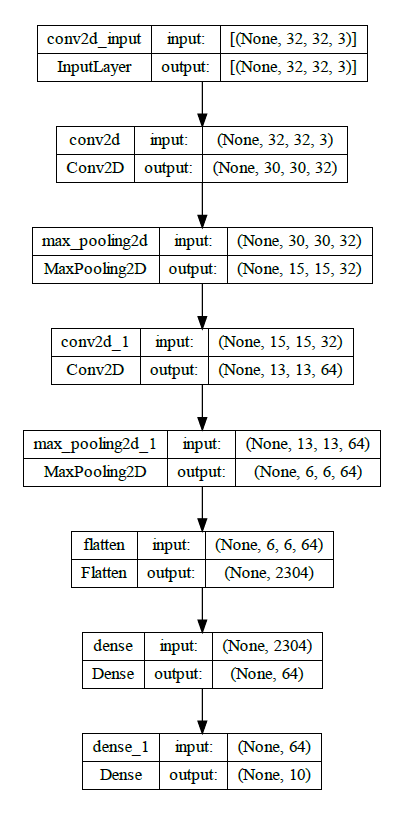 conv2d_input input: [(None, 32, 32, 3)]
InputLayer output: [(None, 32, 32, 3)]
conv2d input: (None, 32, 32, 3)
Conv2D output: (None, 30, 30, 32)
max_pooling2d input: (None, 30, 30, 32)
MaxPooling2D output: (None, 15, 15, 32)
conv2d_1 input: (None, 15, 15, 32)
Conv2D output: (None, 13, 13, 64)
max_pooling2d_1 input: (None, 13, 13, 64)
MaxPooling2D output: (None, 6, 6, 64)
flatten input: (None, 6, 6, 64)
Flatten output: (None, 2304)
dense input: (None, 2304)
Dense output: (None, 64)
dense_1 input: (None, 64)
Dense output: (None, 10)